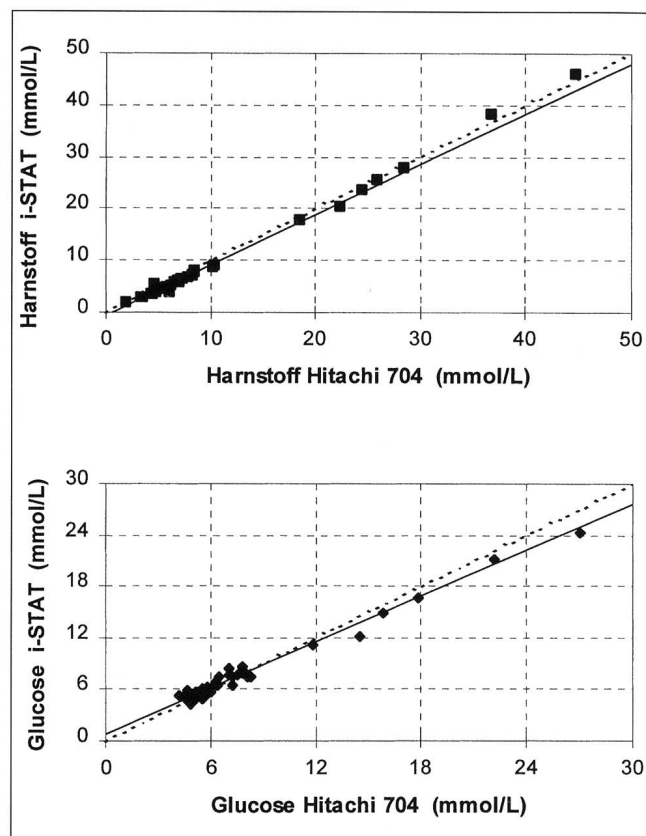 50
40
30
20
10
0
Harnstoff i-STAT (mmol/L)
0 10 20 30 40 50
Harnstoff Hitachi 704 (mmol/L)
30
24
18
12
6
0
Glucose i-STAT (mmol/L)
0 6 12 18 24 30
Glucose Hitachi 704 (mmol/L)